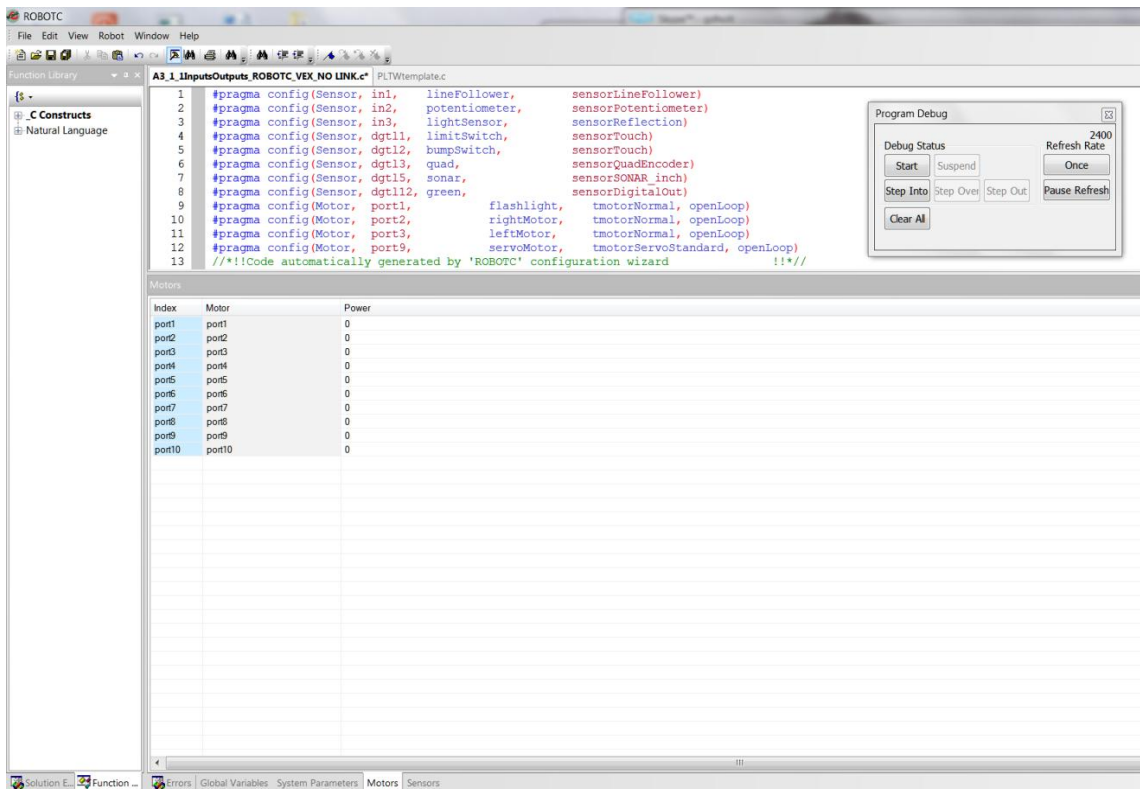 ROBOTC
File Edit View Robot Window Help
Function Library
A3_1_1InputsOutputs_ROBOTC_VEX_NO LINK.c* PLTWtemplate.c
_C Constructs
Natural Language
1 #pragma config(Sensor, in1, lineFollower, sensorLineFollower)
2 #pragma config(Sensor, in2, potentiometer, sensorPotentiometer)
3 #pragma config(Sensor, in3, lightSensor, sensorReflection)
4 #pragma config(Sensor, dgtl1, limitSwitch, sensorTouch)
5 #pragma config(Sensor, dgtl2, bumpSwitch, sensorTouch)
6 #pragma config(Sensor, dgtl3, quad, sensorQuadEncoder)
7 #pragma config(Sensor, dgtl5, sonar, sensorSONAR_inch)
8 #pragma config(Sensor, dgtl12, green, sensorDigitalOut)
9 #pragma config(Motor, port1, flashlight, tmotorNormal, openLoop)
10 #pragma config(Motor, port2, rightMotor, tmotorNormal, openLoop)
11 #pragma config(Motor, port3, leftMotor, tmotorNormal, openLoop)
12 #pragma config(Motor, port9, servoMotor, tmotorServoStandard, openLoop)
13 //*!!Code automatically generated by 'ROBOTC' configuration wizard !!*//
Program Debug
2400
Debug Status Refresh Rate
Start Suspend Once
Step Into Step Over Step Out Pause Refresh
Clear All
Motors
Index Motor Power
port1 port1 0
port2 port2 0
port3 port3 0
port4 port4 0
port5 port5 0
port6 port6 0
port7 port7 0
port8 port8 0
port9 port9 0
port10 port10 0
Solution E... Function ... Errors Global Variables System Parameters Motors Sensors